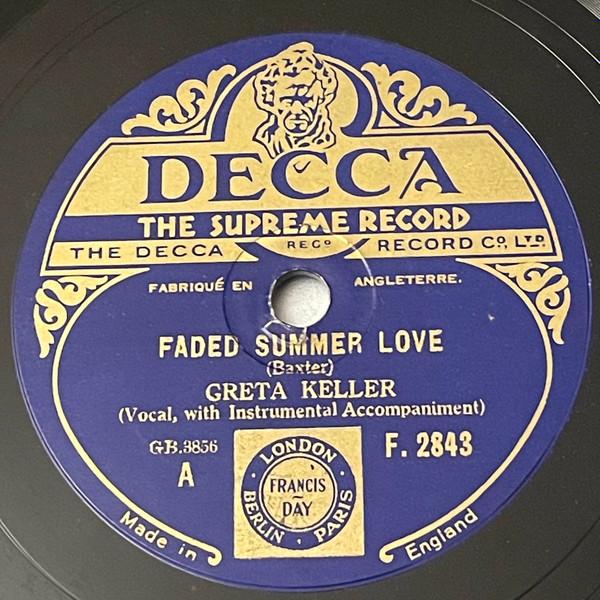 DECCA
THE SUPREME RECORD
THE DECCA REGD RECORD CO, LTD.
FABRIQUÉ EN ANGLETERRE.
FADED SUMMER LOVE
(Baxter)
GRETA KELLER
(Vocal, with Instrumental Accompaniment)
GB.3856
F. 2843
A
LONDON
FRANCIS
DAY
BERLIN · PARIS
Made in England